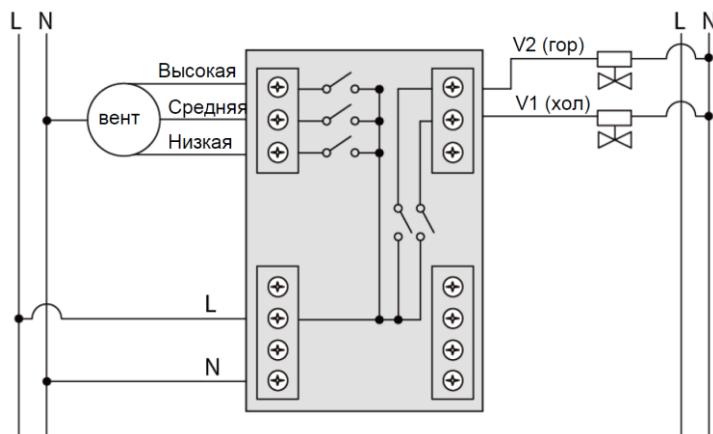 L N
L N
V2 (гор)
Высокая
V1 (хол)
вент
Средняя
Низкая
L
N